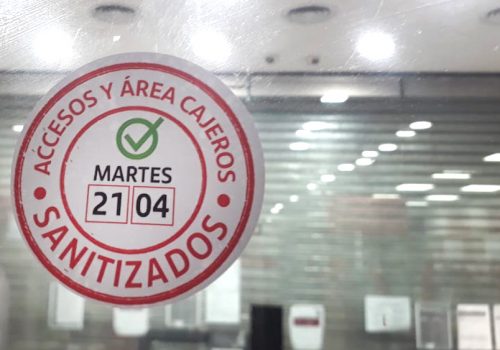 ACCESOS Y ÁREA CAJEROS
MARTES
21 04
SANITIZADOS